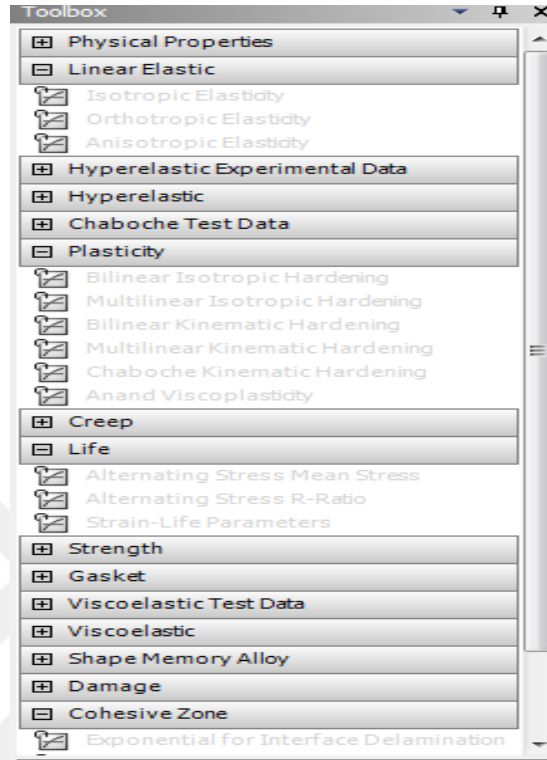 Toolbox
Physical Properties
Linear Elastic
Isotropic Elasticity
Orthotropic Elasticity
Anisotropic Elasticity
Hyperelastic Experimental Data
Hyperelastic
Chaboche Test Data
Plasticity
Bilinear Isotropic Hardening
Multilinear Isotropic Hardening
Bilinear Kinematic Hardening
Multilinear Kinematic Hardening
Chaboche Kinematic Hardening
Anand Viscoplasticity
Creep
Life
Alternating Stress Mean Stress
Alternating Stress R-Ratio
Strain-Life Parameters
Strength
Gasket
Viscoelastic Test Data
Viscoelastic
Shape Memory Alloy
Damage
Cohesive Zone
Exponential for Interface Delamination